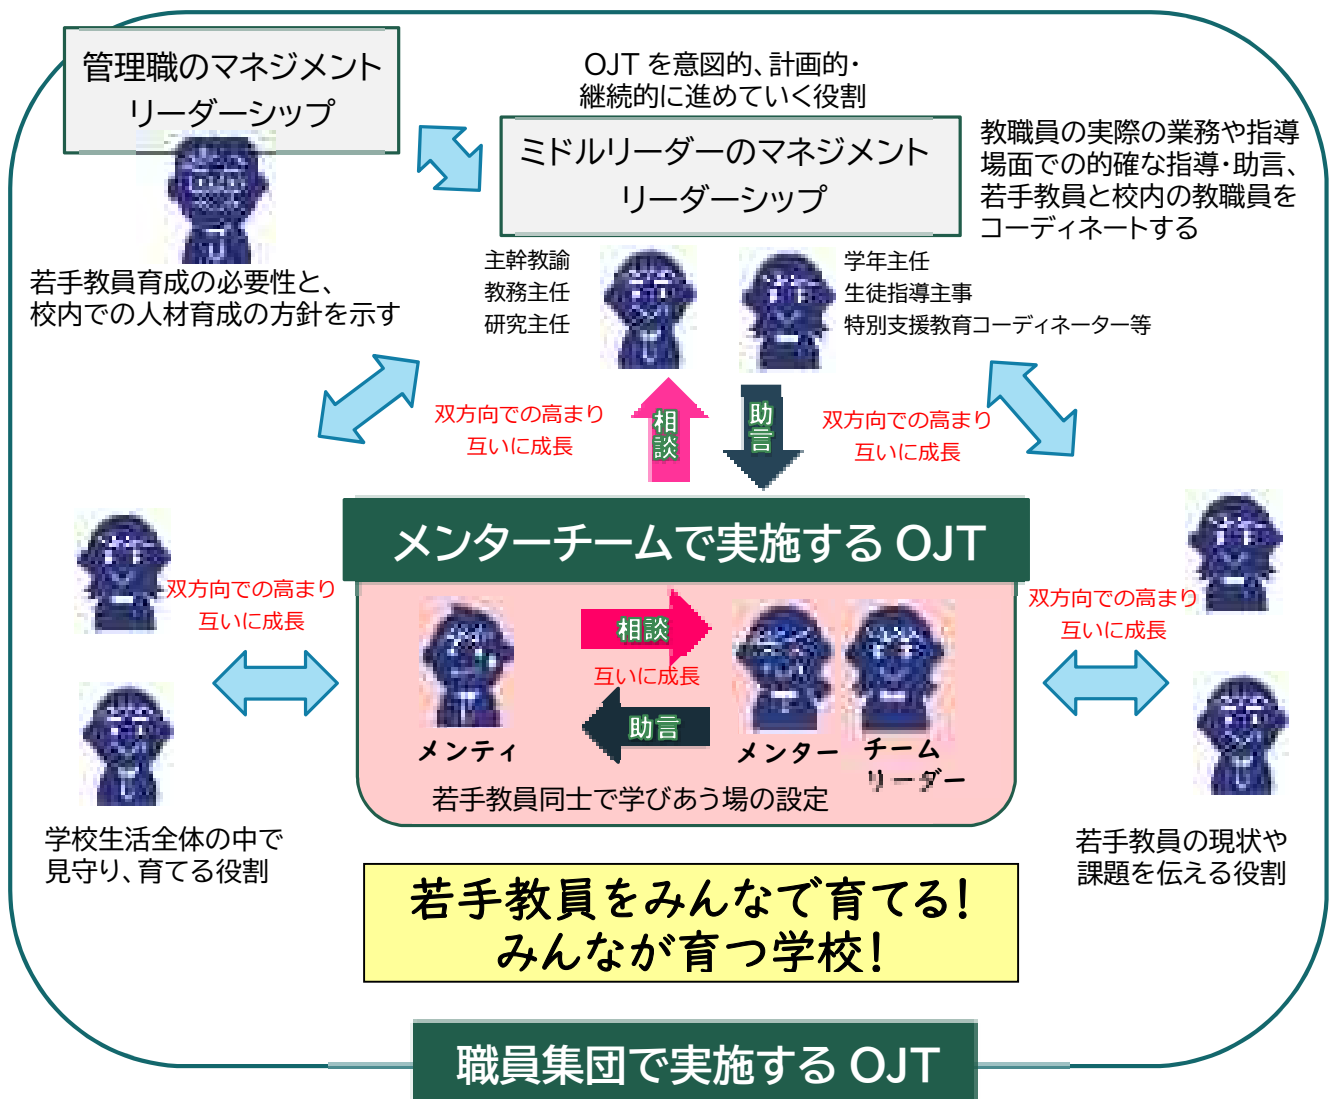 管理職のマネジメント
リーダーシップ
若手教員育成の必要性と、
校内での人材育成の方針を示す
OJT を意図的、計画的・
継続的に進めていく役割
ミドルリーダーのマネジメント
リーダーシップ
教職員の実際の業務や指導
場面での的確な指導・助言、
若手教員と校内の教職員を
コーディネートする
主幹教諭
教務主任
研究主任
学年主任
生徒指導主事
特別支援教育コーディネーター等
双方向での高まり
互いに成長
相談
助言
双方向での高まり
互いに成長
メンターチームで実施する OJT
双方向での高まり
互いに成長
相談
互いに成長
助言
メンティ
メンター
チーム
リーダー
若手教員同士で学びあう場の設定
双方向での高まり
互いに成長
学校生活全体の中で
見守り、育てる役割
若手教員の現状や
課題を伝える役割
若手教員をみんなで育てる!
みんなが育つ学校!
職員集団で実施する OJT